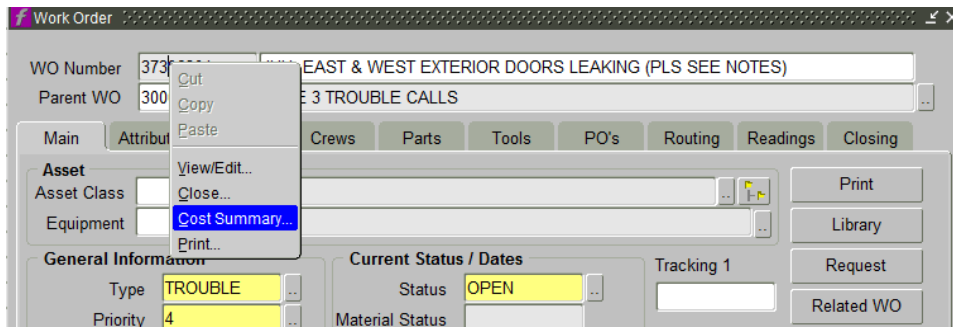 Work Order
WO Number 373 EAST & WEST EXTERIOR DOORS LEAKING (PLS SEE NOTES)
Parent WO 300 E 3 TROUBLE CALLS
Cut
Copy
Paste
View/Edit...
Close...
Cost Summary...
Print...
Main Attribut Crews Parts Tools PO's Routing Readings Closing
Asset
Asset Class
Equipment
General Information
Type TROUBLE
Priority 4
Current Status / Dates
Status OPEN
Material Status
Tracking 1
Print
Library
Request
Related WO